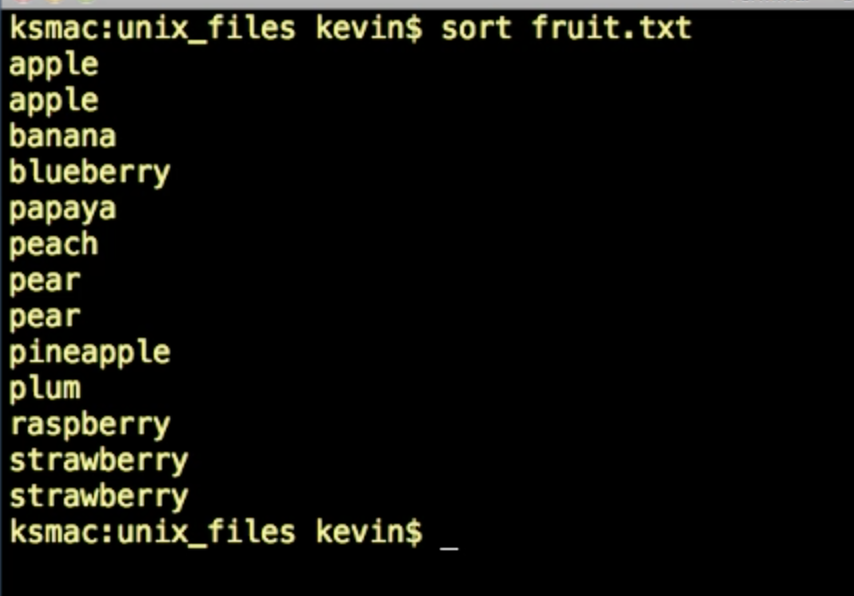 ksmac:unix_files kevin$ sort fruit.txt
apple
apple
banana
blueberry
papaya
peach
pear
pear
pineapple
plum
raspberry
strawberry
strawberry
ksmac:unix_files kevin$ _